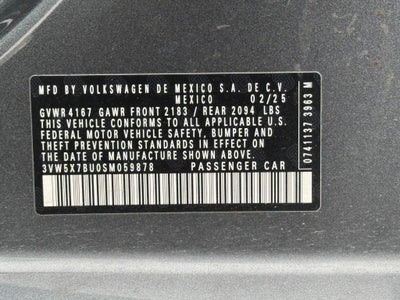 MFD BY VOLKSWAGEN DE MEXICO S.A. DE C.V.
MEXICO 02/25
GVWR 4167 GAWR FRONT 2183 / REAR 2094 LBS
THIS VEHICLE CONFORMS TO ALL APPLICABLE U.S.
FEDERAL MOTOR VEHICLE SAFETY, BUMPER AND
THEFT PREVENTION STANDARDS IN EFFECT ON
THE DATE OF MANUFACTURE SHOWN ABOVE.
3VW5X7BU0SM059878 PASSENGER CAR
0741137 3963 M